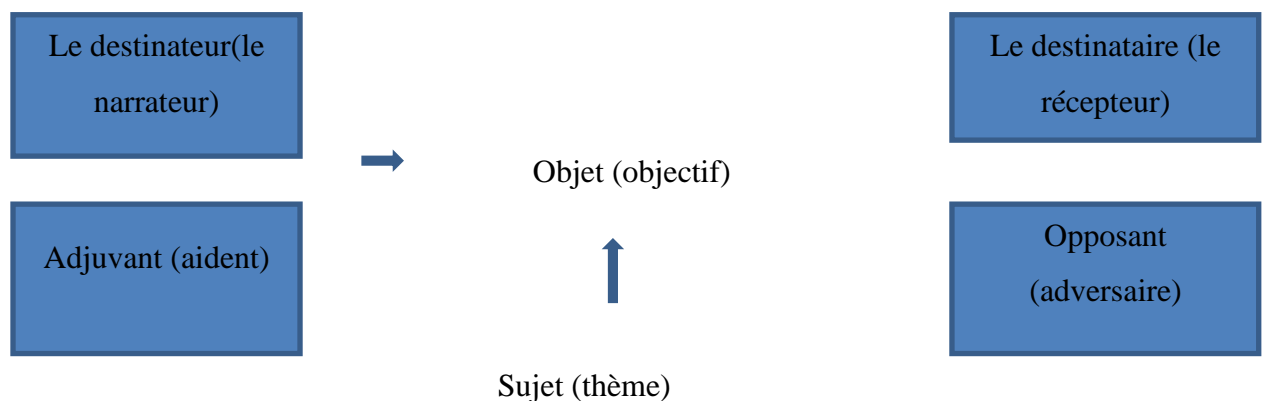 Le destinateur(le
narrateur)
Le destinataire (le
récepteur)
Objet (objectif)
Adjuvant (aident)
Opposant
(adversaire)
Sujet (thème)